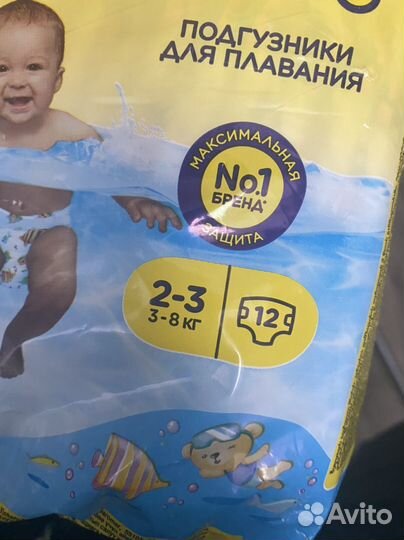 ПОДГУЗНИКИ
ДЛЯ ПЛАВАНИЯ
МАКСИМАЛЬНАЯ
No.1
БРЕНД*
ЗАЩИТА
2-3
3-8 КГ
12
Avito